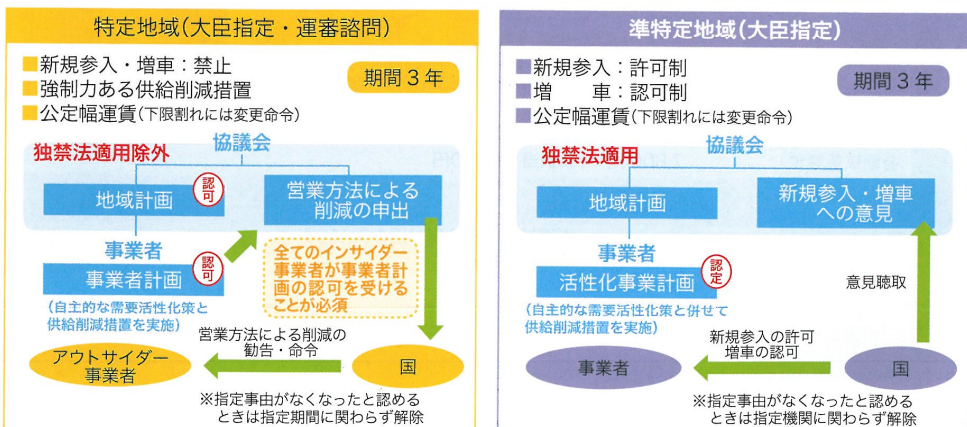 特定地域(大臣指定・運審諮問)
■新規参入・増車：禁止
■強制力ある供給削減措置
■公定幅運賃(下限割れには変更命令)
期間3年
協議会
独禁法適用除外
地域計画
認可
営業方法による
削減の申出
事業者
事業者計画
認可
(自主的な需要活性化策と
供給削減措置を実施)
全てのインサイダー
事業者が事業者計
画の認可を受ける
ことが必須
営業方法による削減の
勧告・命令
アウトサイダー
事業者
国
※指定事由がなくなったと認める
ときは指定期間に関わらず解除
準特定地域(大臣指定)
■新規参入：許可制
■増　　車：認可制
■公定幅運賃(下限割れには変更命令)
期間3年
協議会
独禁法適用
地域計画
新規参入・増車
への意見
事業者
活性化事業計画
認定
(自主的な需要活性化策と併せて
供給削減措置を実施)
意見聴取
新規参入の許可
増車の認可
事業者
国
※指定事由がなくなったと認める
ときは指定機関に関わらず解除